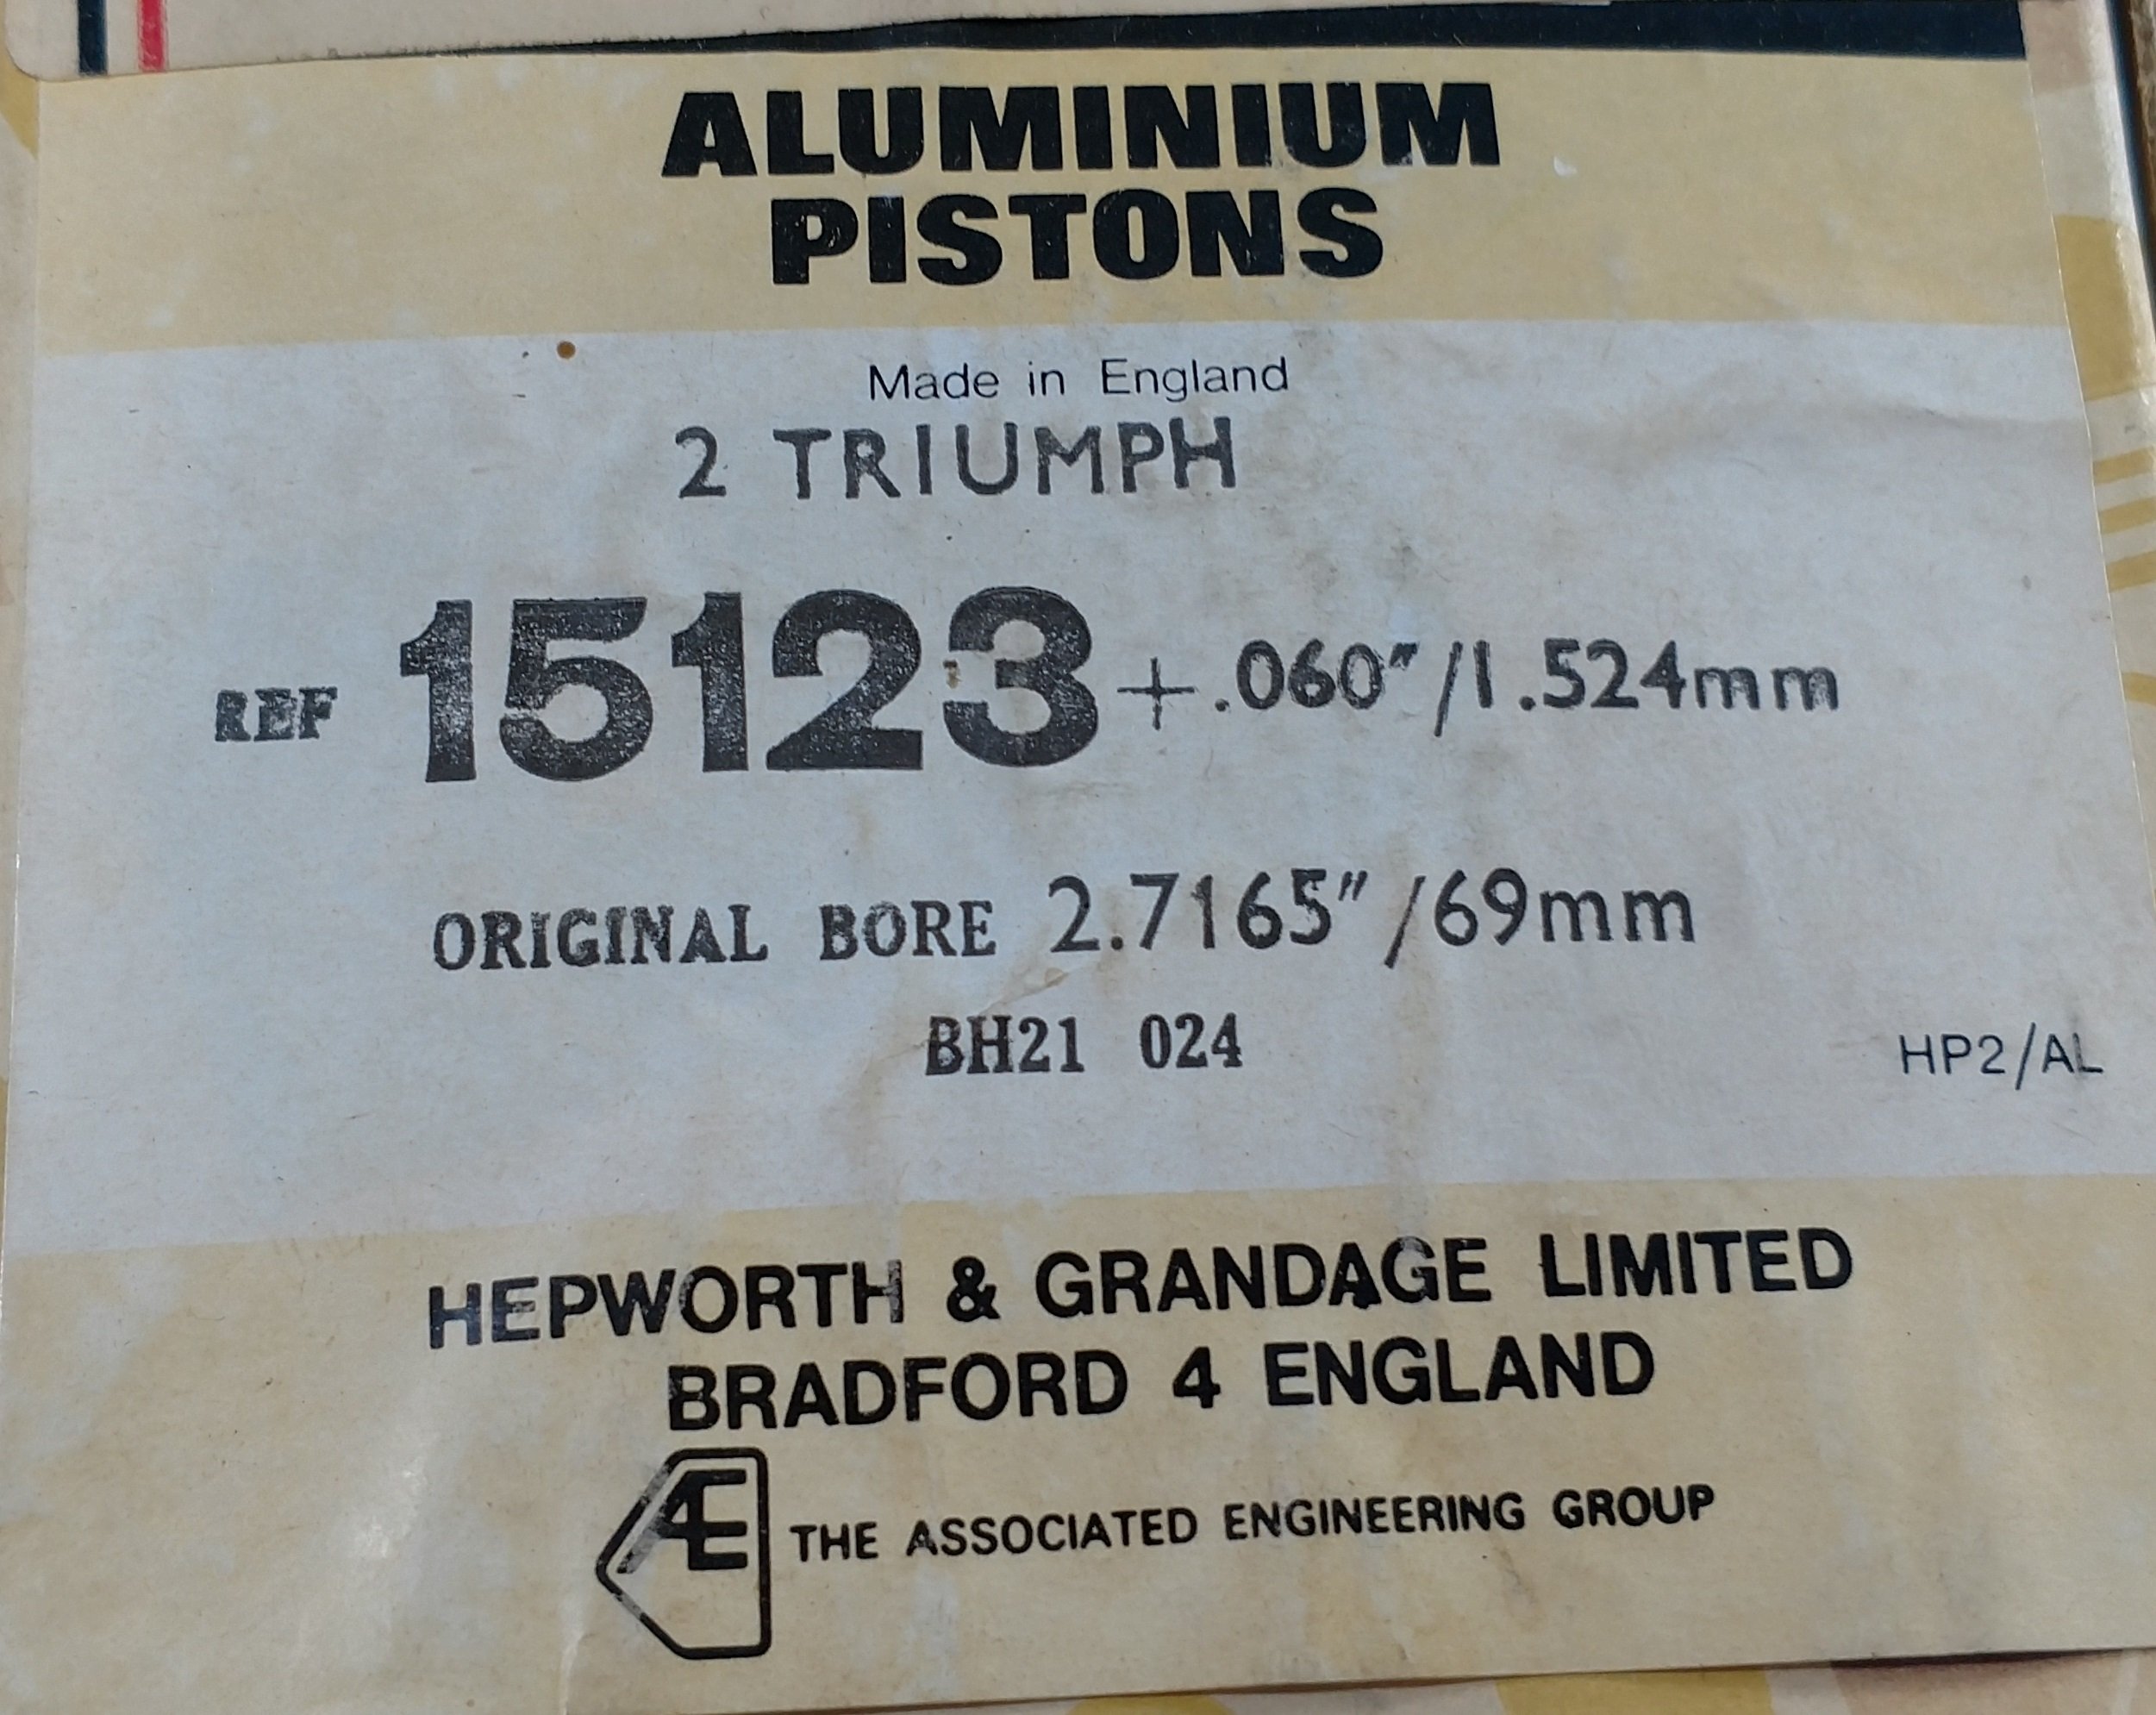 ALUMINIUM
PISTONS
Made in England
2 TRIUMPH
REF 15123 +.060"/1.524mm
ORIGINAL BORE 2.7165"/69mm
BH21 024
HP2/AL
HEPWORTH & GRANDAGE LIMITED
BRADFORD 4 ENGLAND
AE THE ASSOCIATED ENGINEERING GROUP